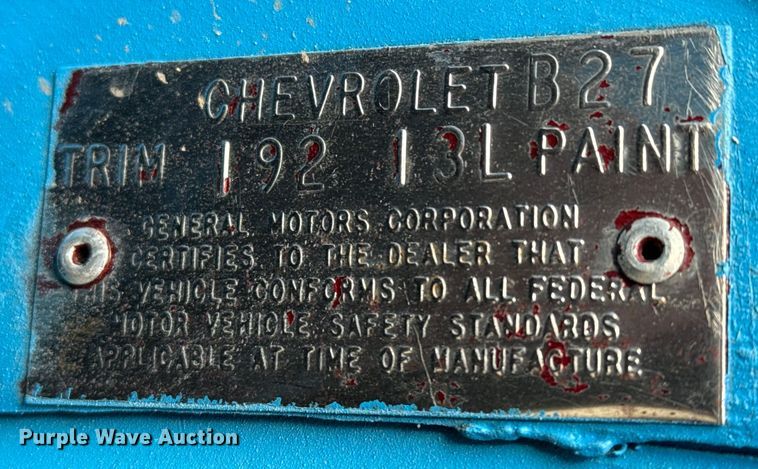 CHEVROLET B27
TRIM 192 13L PAINT
GENERAL MOTORS CORPORATION
CERTIFIES TO THE DEALER THAT
THIS VEHICLE CONFORMS TO ALL FEDERAL
MOTOR VEHICLE SAFETY STANDARDS
APPLICABLE AT TIME OF MANUFACTURE
Purple Wave Auction